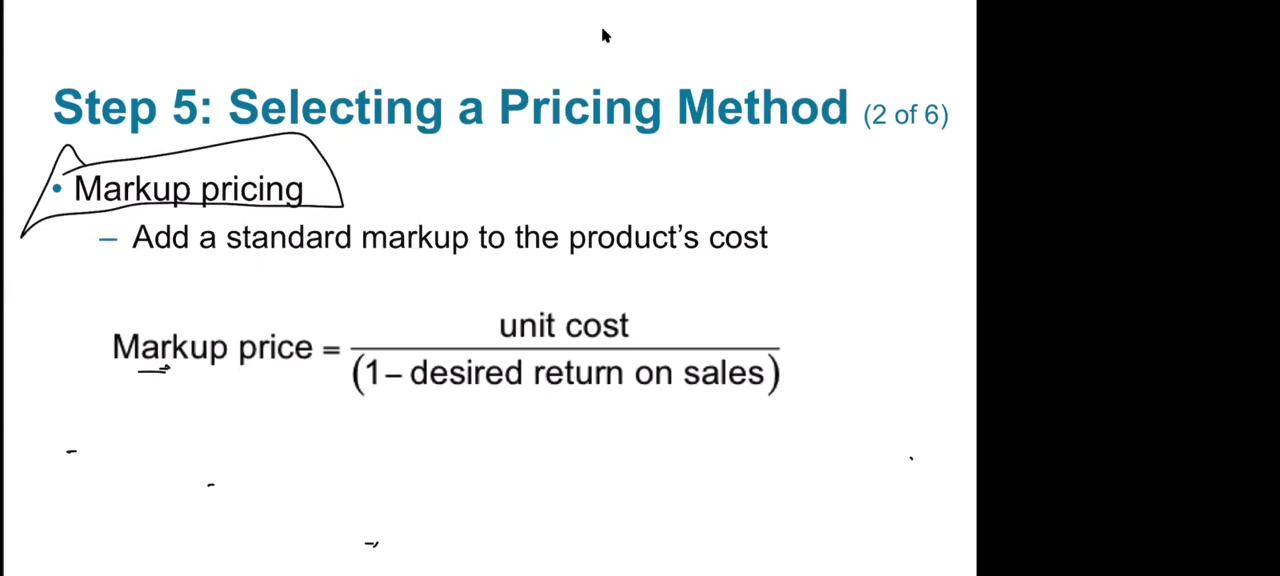 Step 5: Selecting a Pricing Method (2 of 6)
• Markup pricing
– Add a standard markup to the product's cost
Markup price = unit cost / (1 – desired return on sales)